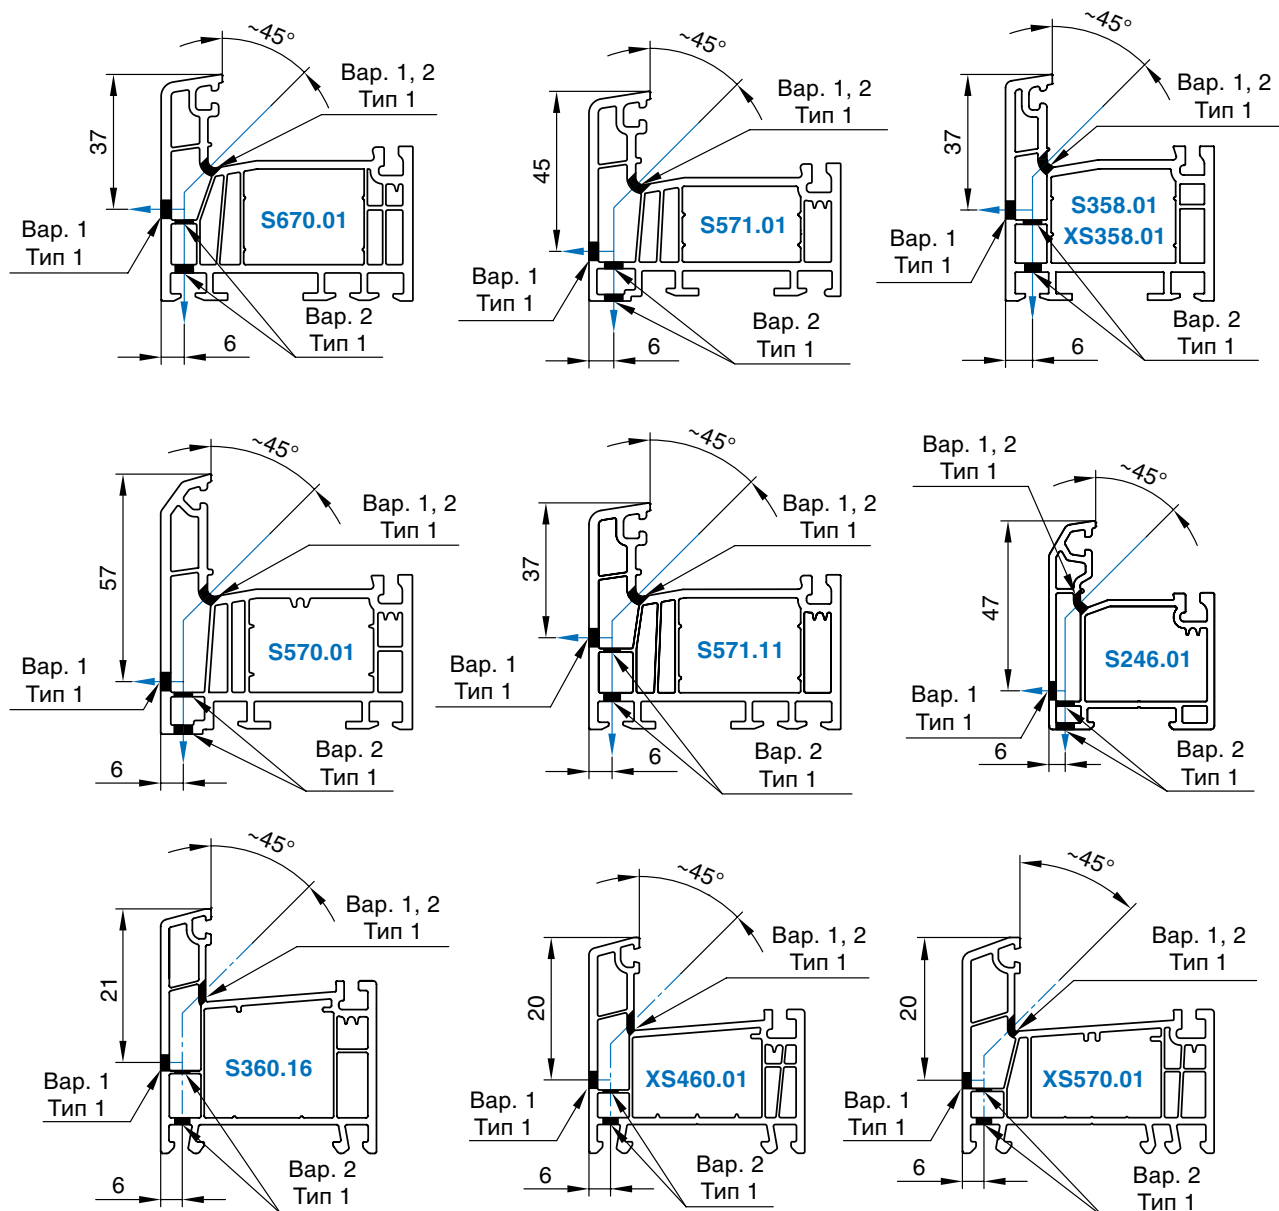 ~45°
Вар. 1, 2
Тип 1
37
S670.01
Вар. 1
Тип 1
Вар. 2
Тип 1
6
~45°
Вар. 1, 2
Тип 1
45
S571.01
Вар. 1
Тип 1
Вар. 2
Тип 1
6
~45°
Вар. 1, 2
Тип 1
37
S358.01
XS358.01
Вар. 1
Тип 1
Вар. 2
Тип 1
6
~45°
Вар. 1, 2
Тип 1
57
S570.01
Вар. 1
Тип 1
Вар. 2
Тип 1
6
~45°
Вар. 1, 2
Тип 1
37
S571.11
Вар. 1
Тип 1
Вар. 2
Тип 1
6
Вар. 1, 2
Тип 1
~45°
47
S246.01
Вар. 1
Тип 1
Вар. 2
Тип 1
6
~45°
Вар. 1, 2
Тип 1
21
S360.16
Вар. 1
Тип 1
Вар. 2
Тип 1
6
~45°
Вар. 1, 2
Тип 1
20
XS460.01
Вар. 1
Тип 1
Вар. 2
Тип 1
6
~45°
Вар. 1, 2
Тип 1
20
XS570.01
Вар. 1
Тип 1
Вар. 2
Тип 1
6